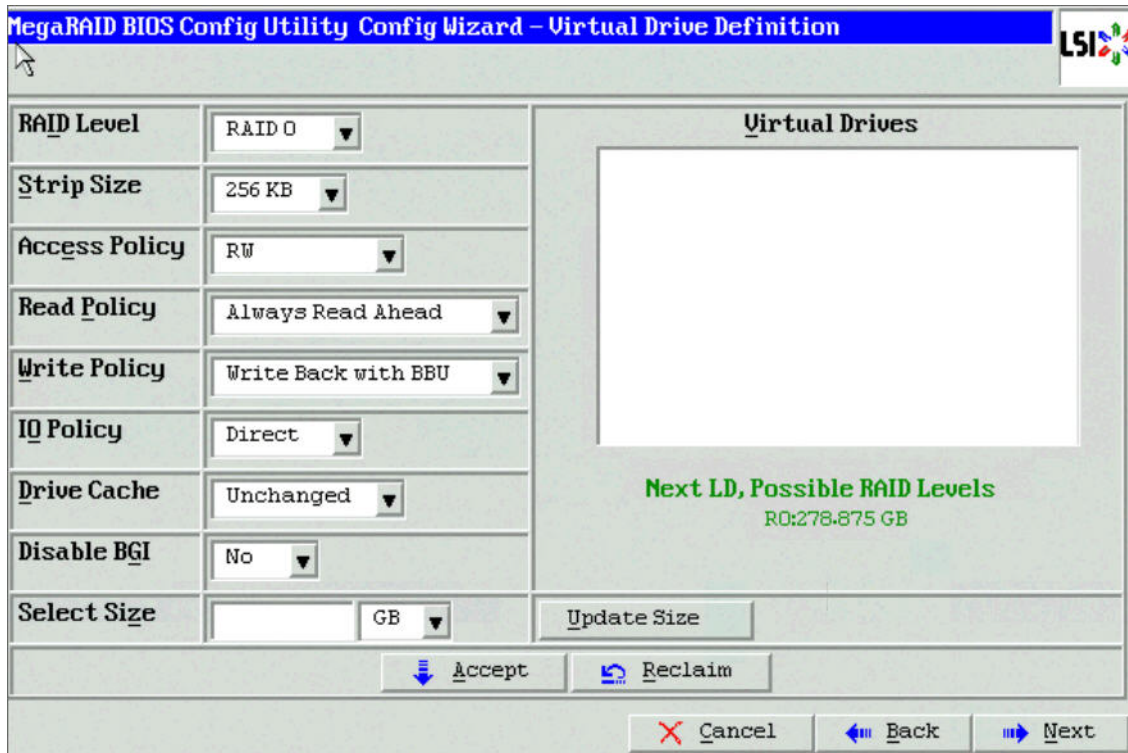 MegaRAID BIOS Config Utility Config Wizard – Virtual Drive Definition
LSI
RAID Level
RAID 0
Strip Size
256 KB
Access Policy
RW
Read Policy
Always Read Ahead
Write Policy
Write Back with BBU
IO Policy
Direct
Drive Cache
Unchanged
Disable BGI
No
Select Size
GB
Virtual Drives
Next LD, Possible RAID Levels
R0:278.875 GB
Update Size
Accept
Reclaim
Cancel
Back
Next